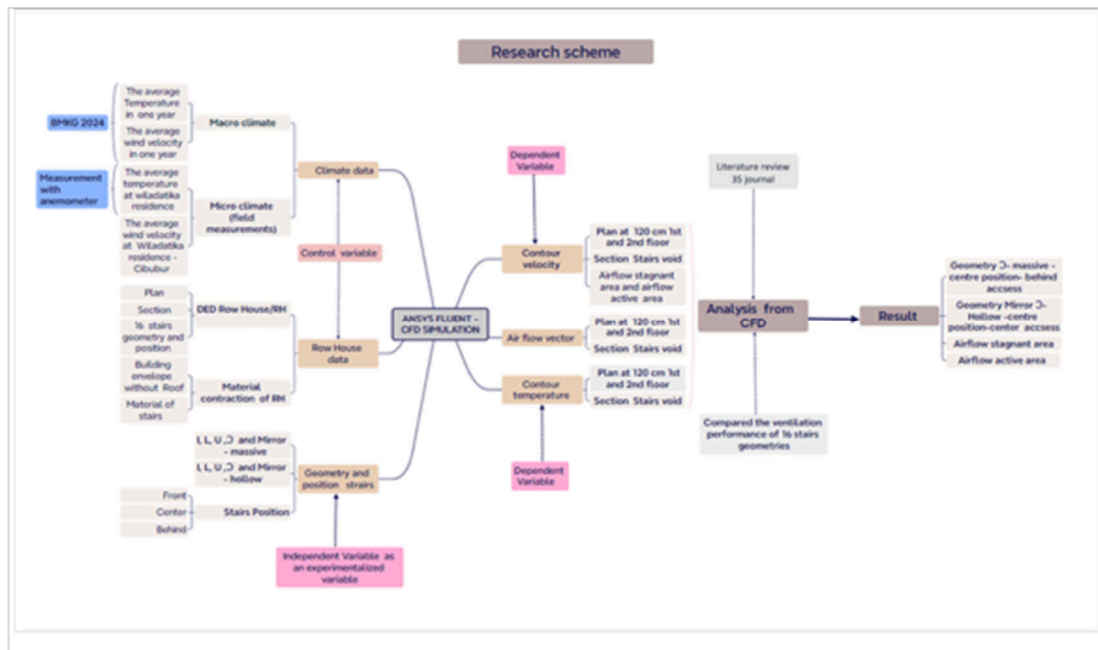 Research scheme
BMKG 2024
The average
Temperature
in one year
The average
wind velocity
in one year
Macro climate
Measurement
with
anemometer
The average
temperature
at wiladatika
residence
The average
wind velocity
at Wiladatika
residence -
Cibubur
Micro climate
(field
measurements)
Climate data
Control variable
Plan
Section
16 stairs
geometry and
position
DED Row House/RH
Building
envelope
without Roof
Material of
stairs
Material
contraction of RH
Row House
data
I, L, U ,Ɔ and Mirror
- massive
I, L, U ,Ɔ and Mirror
- hollow
Front
Center
Behind
Stairs Position
Geometry and
position strairs
Independent Variable as
an experimentalized
variable
ANSYS FLUENT -
CFD SIMULATION
Dependent
Variable
Contour
velocity
Plan at 120 cm 1st
and 2nd floor
Section Stairs void
Airflow stagnant
area and airflow
active area
Air flow vector
Plan at 120 cm 1st
and 2nd floor
Section Stairs void
Contour
temperature
Plan at 120 cm 1st
and 2nd floor
Section Stairs void
Dependent
Variable
Literature review
35 journal
Analysis from
CFD
Compared the ventilation
performance of 16 stairs
geometries
Result
Geometry Ɔ- massive -
centre position- behind
accsess
Geometry Mirror Ɔ-
Hollow -centre
position-center accsess
Airflow stagnant area
Airflow active area